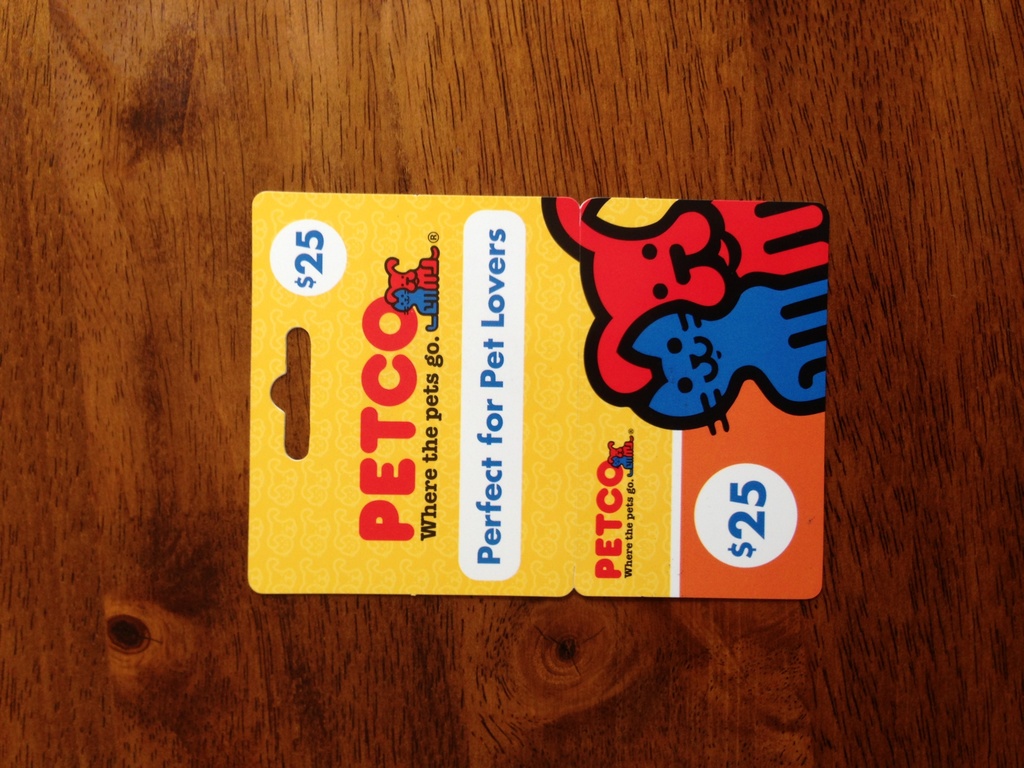 $25
PETCO®
Where the pets go.
Perfect for Pet Lovers
PETCO®
Where the pets go.
$25